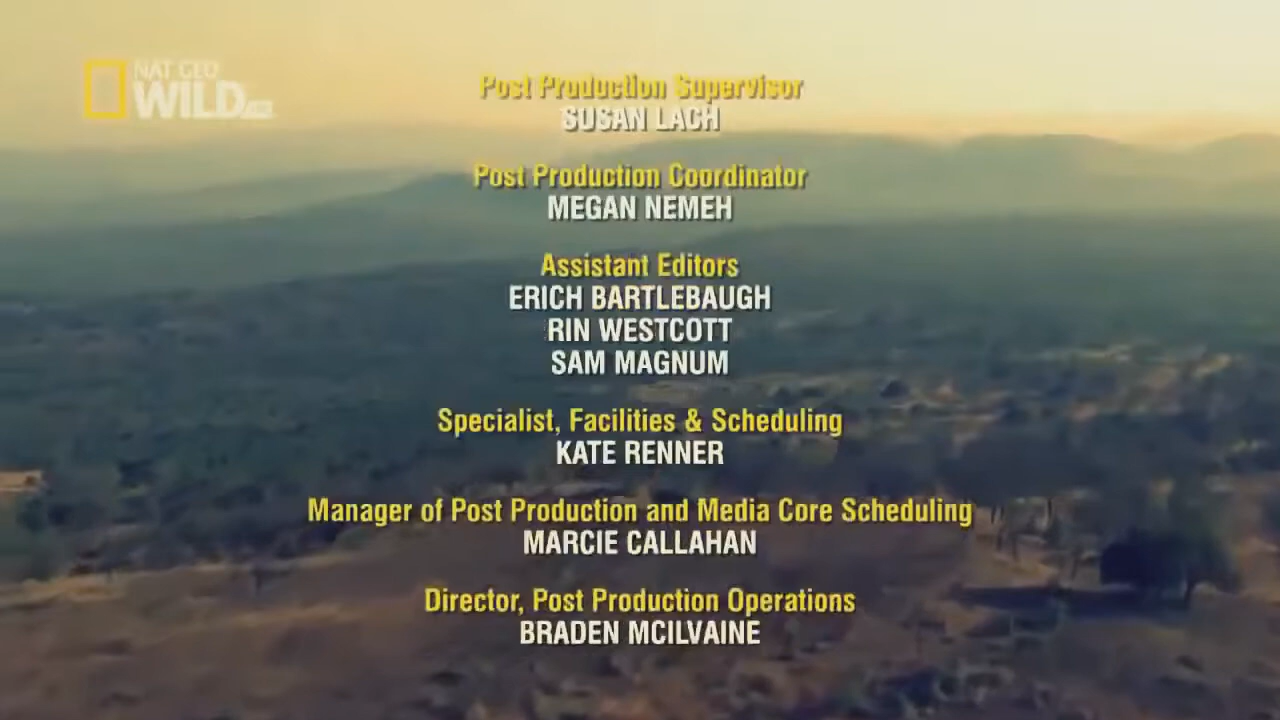 NAT GEO
WILD HD
Post Production Supervisor
SUSAN LACH
Post Production Coordinator
MEGAN NEMEH
Assistant Editors
ERICH BARTLEBAUGH
RIN WESTCOTT
SAM MAGNUM
Specialist, Facilities & Scheduling
KATE RENNER
Manager of Post Production and Media Core Scheduling
MARCIE CALLAHAN
Director, Post Production Operations
BRADEN MCILVAINE